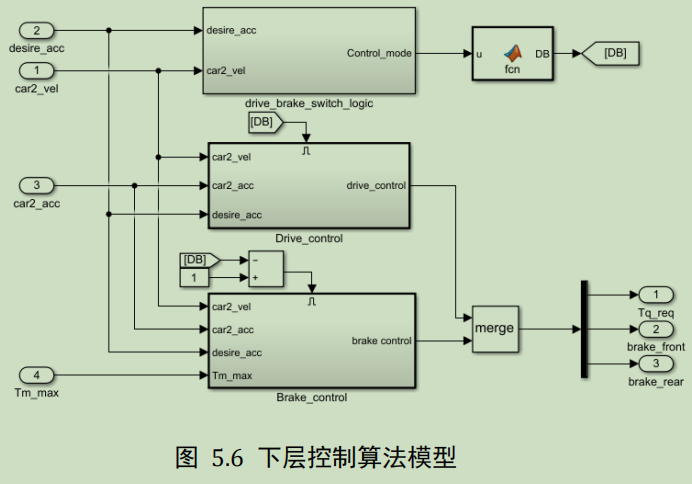 2
desire_acc
1
car2_vel
desire_acc
car2_vel
Control_mode
drive_brake_switch_logic
u
fcn
DB
[DB]
[DB]
3
car2_acc
car2_vel
car2_acc
desire_acc
drive_control
Drive_control
[DB]
1
−
+
car2_vel
car2_acc
desire_acc
Tm_max
brake control
Brake_control
4
Tm_max
merge
1
Tq_req
2
brake_front
3
brake_rear
图 5.6 下层控制算法模型